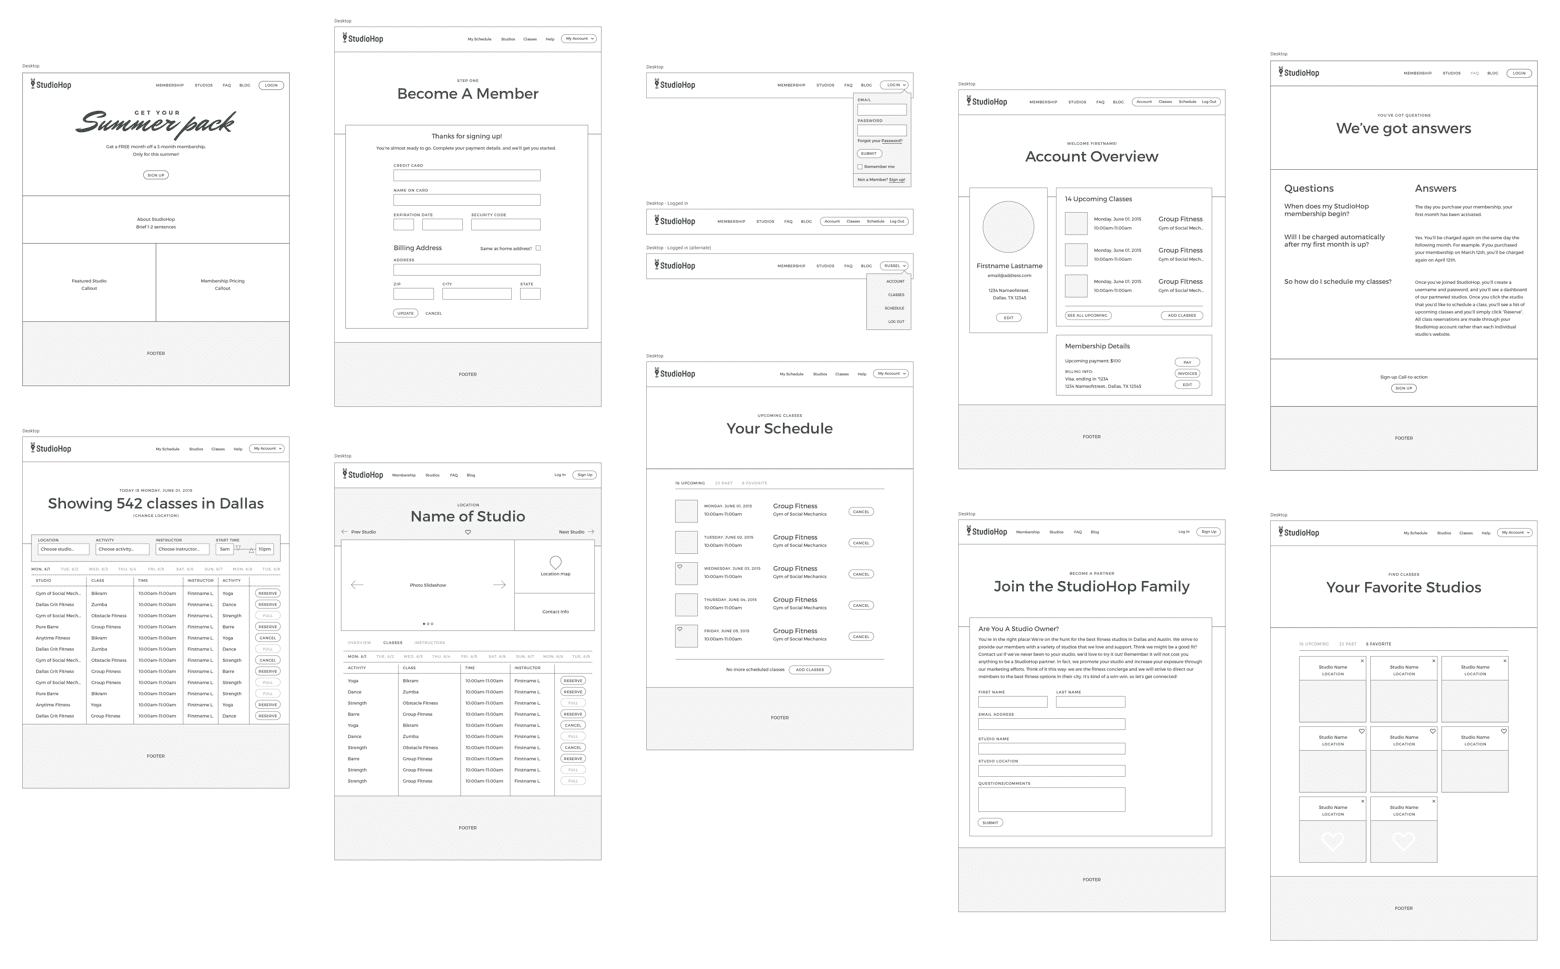 Desktop
StudioHop
MEMBERSHIP STUDIOS FAQ BLOG LOGIN
GET YOUR
Summer pack
Get a FREE month off a 3 month membership.
Only for this summer!
SIGN UP
About StudioHop
Brief 1-2 sentences
Featured Studio
Callout
Membership Pricing
Callout
FOOTER
Desktop
StudioHop
My Schedule Studios Classes Help My Account
TODAY IS MONDAY, JUNE 01, 2015
Showing 542 classes in Dallas
(CHANGE LOCATION)
LOCATION ACTIVITY INSTRUCTOR START TIME
Choose studio... Choose activity... Choose instructor... 5am 10pm
MON. 6/1 TUE. 6/2 WED. 6/3 THU. 6/4 FRI. 6/5 SAT. 6/6 SUN. 6/7 MON. 6/8 TUE. 6/9
STUDIO CLASS TIME INSTRUCTOR ACTIVITY
Gym of Social Mech... Bikram 10:00am-11:00am Firstname L. Yoga RESERVE
Dallas Crit Fitness Zumba 10:00am-11:00am Firstname L. Dance RESERVE
Gym of Social Mech... Obstacle Fitness 10:00am-11:00am Firstname L. Strength FULL
Pure Barre Group Fitness 10:00am-11:00am Firstname L. Barre RESERVE
Anytime Fitness Bikram 10:00am-11:00am Firstname L. Yoga CANCEL
Dallas Crit Fitness Zumba 10:00am-11:00am Firstname L. Dance FULL
Gym of Social Mech... Obstacle Fitness 10:00am-11:00am Firstname L. Strength CANCEL
Dallas Crit Fitness Group Fitness 10:00am-11:00am Firstname L. Barre RESERVE
Gym of Social Mech... Group Fitness 10:00am-11:00am Firstname L. Strength FULL
Pure Barre Bikram 10:00am-11:00am Firstname L. Strength FULL
Anytime Fitness Yoga 10:00am-11:00am Firstname L. Yoga RESERVE
Dallas Crit Fitness Group Fitness 10:00am-11:00am Firstname L. Dance RESERVE
FOOTER
Desktop
StudioHop
My Schedule Studios Classes Help My Account
STEP ONE
Become A Member
Thanks for signing up!
You're almost ready to go. Complete your payment details, and we'll get you started.
CREDIT CARD
NAME ON CARD
EXPIRATION DATE SECURITY CODE
Billing Address Same as home address?
ADDRESS
ZIP CITY STATE
UPDATE CANCEL
FOOTER
Desktop
StudioHop
Membership Studios FAQ Blog Log In Sign Up
LOCATION
Name of Studio
Prev Studio Next Studio
Photo Slideshow
Location map
Contact Info
OVERVIEW CLASSES INSTRUCTORS
MON. 6/1 TUE. 6/2 WED. 6/3 THU. 6/4 FRI. 6/5 SAT. 6/6 SUN. 6/7 MON. 6/8 TUE. 6/9
ACTIVITY CLASS TIME INSTRUCTOR
Yoga Bikram 10:00am-11:00am Firstname L. RESERVE
Dance Zumba 10:00am-11:00am Firstname L. RESERVE
Strength Obstacle Fitness 10:00am-11:00am Firstname L. FULL
Barre Group Fitness 10:00am-11:00am Firstname L. RESERVE
Yoga Bikram 10:00am-11:00am Firstname L. CANCEL
Dance Zumba 10:00am-11:00am Firstname L. FULL
Strength Obstacle Fitness 10:00am-11:00am Firstname L. CANCEL
Barre Group Fitness 10:00am-11:00am Firstname L. RESERVE
Strength Group Fitness 10:00am-11:00am Firstname L. FULL
Strength Group Fitness 10:00am-11:00am Firstname L. FULL
FOOTER
Desktop
StudioHop
MEMBERSHIP STUDIOS FAQ BLOG LOGIN
EMAIL
PASSWORD
Forgot your Password?
SUBMIT
Remember me
Not a Member? Sign up!
Desktop - Logged in
StudioHop
MEMBERSHIP STUDIOS FAQ BLOG Account Classes Schedule Log Out
Desktop - Logged in (alternate)
StudioHop
MEMBERSHIP STUDIOS FAQ BLOG RUSSEL
ACCOUNT
CLASSES
SCHEDULE
LOG OUT
Desktop
StudioHop
My Schedule Studios Classes Help My Account
UPCOMING CLASSES
Your Schedule
16 UPCOMING 23 PAST 8 FAVORITE
MONDAY, JUNE 01, 2015 Group Fitness
10:00am-11:00am Gym of Social Mechanics CANCEL
TUESDAY, JUNE 02, 2015 Group Fitness
10:00am-11:00am Gym of Social Mechanics CANCEL
WEDNESDAY, JUNE 03, 2015 Group Fitness
10:00am-11:00am Gym of Social Mechanics CANCEL
THURSDAY, JUNE 04, 2015 Group Fitness
10:00am-11:00am Gym of Social Mechanics CANCEL
FRIDAY, JUNE 05, 2015 Group Fitness
10:00am-11:00am Gym of Social Mechanics CANCEL
No more scheduled classes ADD CLASSES
FOOTER
Desktop
StudioHop
MEMBERSHIP STUDIOS FAQ BLOG Account Classes Schedule Log Out
WELCOME FIRSTNAME!
Account Overview
Firstname Lastname
email@address.com
1234 Nameofstreet.
Dallas, TX 12345
EDIT
14 Upcoming Classes
Monday, June 01, 2015 Group Fitness
10:00am-11:00am Gym of Social Mech...
Monday, June 01, 2015 Group Fitness
10:00am-11:00am Gym of Social Mech...
Monday, June 01, 2015 Group Fitness
10:00am-11:00am Gym of Social Mech...
SEE ALL UPCOMING ADD CLASSES
Membership Details
Upcoming payment: $100 PAY
BILLING INFO: INVOICES
Visa, ending in *1234
1234 Nameofstreet., Dallas, TX 12345 EDIT
FOOTER
Desktop
StudioHop
Membership Studios FAQ Blog Log In Sign Up
BECOME A PARTNER
Join the StudioHop Family
Are You A Studio Owner?
You're in the right place! We're on the hunt for the best fitness studios in Dallas and Austin. We strive to
provide our members with a variety of studios that we love and support. Think we might be a good fit?
Contact us! If we've never been to your studio, we'd love to try it out! Remember it will not cost you
anything to be a StudioHop partner. In fact, we promote your studio and increase your exposure through
our marketing efforts. Think of it this way: we are the fitness concierge and we will strive to direct our
members to the best fitness options in their city. It's kind of a win-win, so let's get connected!
FIRST NAME LAST NAME
EMAIL ADDRESS
STUDIO NAME
STUDIO LOCATION
QUESTIONS/COMMENTS
SUBMIT
FOOTER
Desktop
StudioHop
MEMBERSHIP STUDIOS FAQ BLOG LOGIN
YOU'VE GOT QUESTIONS
We've got answers
Questions Answers
When does my StudioHop
membership begin?
The day you purchase your membership, your
first month has been activated.
Will I be charged automatically
after my first month is up?
Yes. You'll be charged again on the same day the
following month. For example, if you purchased
your membership on March 12th, you'll be charged
again on April 12th.
So how do I schedule my classes?
Once you've joined StudioHop, you'll create a
username and password, and you'll see a dashboard
of our partnered studios. Once you click the studio
that you'd like to schedule a class, you'll see a list of
upcoming classes and you'll simply click 'Reserve'.
All class reservations are made through your
StudioHop account rather than each individual
studio's website.
Sign-up Call-to action
SIGN UP
FOOTER
Desktop
StudioHop
My Schedule Studios Classes Help My Account
FIND CLASSES
Your Favorite Studios
16 UPCOMING 23 PAST 8 FAVORITE
Studio Name Studio Name Studio Name
LOCATION LOCATION LOCATION
Studio Name Studio Name Studio Name
LOCATION LOCATION LOCATION
Studio Name Studio Name
LOCATION LOCATION
FOOTER